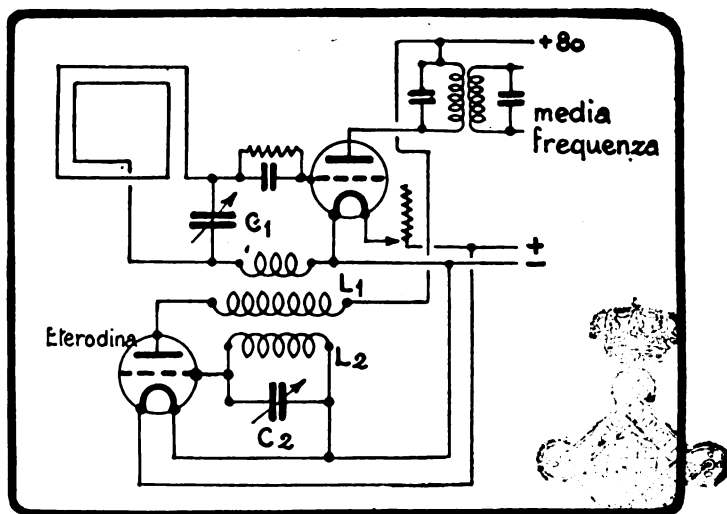 +80
media
frequenza
C1
+
−
L1
Eterodina
L2
C2